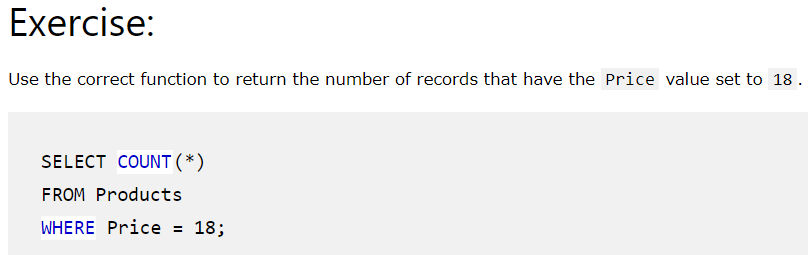 Exercise:
Use the correct function to return the number of records that have the Price value set to 18.
SELECT COUNT(*)
FROM Products
WHERE Price = 18;